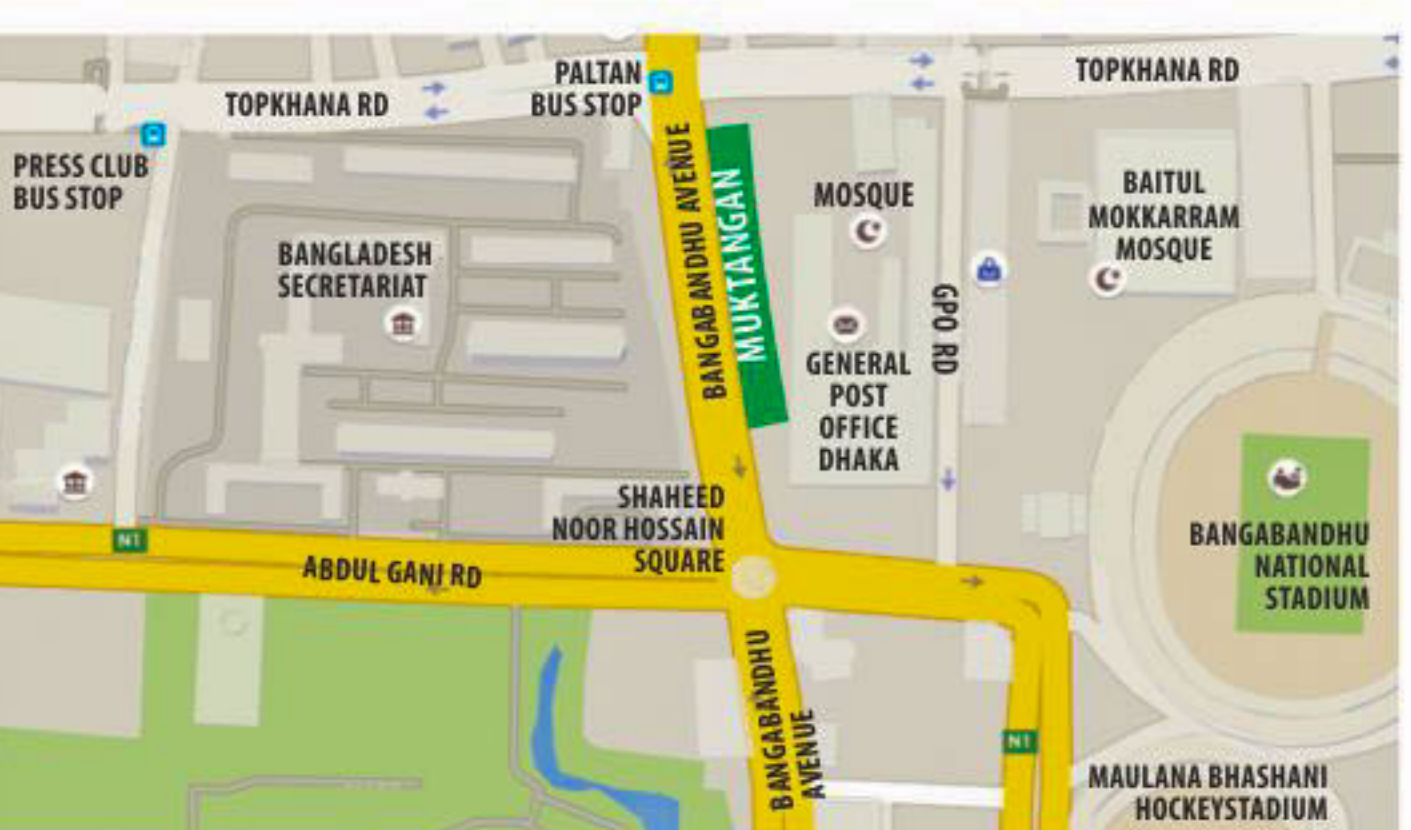 TOPKHANA RD
PALTAN
BUS STOP
TOPKHANA RD
PRESS CLUB
BUS STOP
BANGABANDHU AVENUE
MUKTANGAN
MOSQUE
BAITUL
MOKKARRAM
MOSQUE
BANGLADESH
SECRETARIAT
GPO RD
GENERAL
POST
OFFICE
DHAKA
SHAHEED
NOOR HOSSAIN
SQUARE
N1
ABDUL GANI RD
BANGABANDHU
NATIONAL
STADIUM
BANGABANDHU
AVENUE
N1
MAULANA BHASHANI
HOCKEYSTADIUM